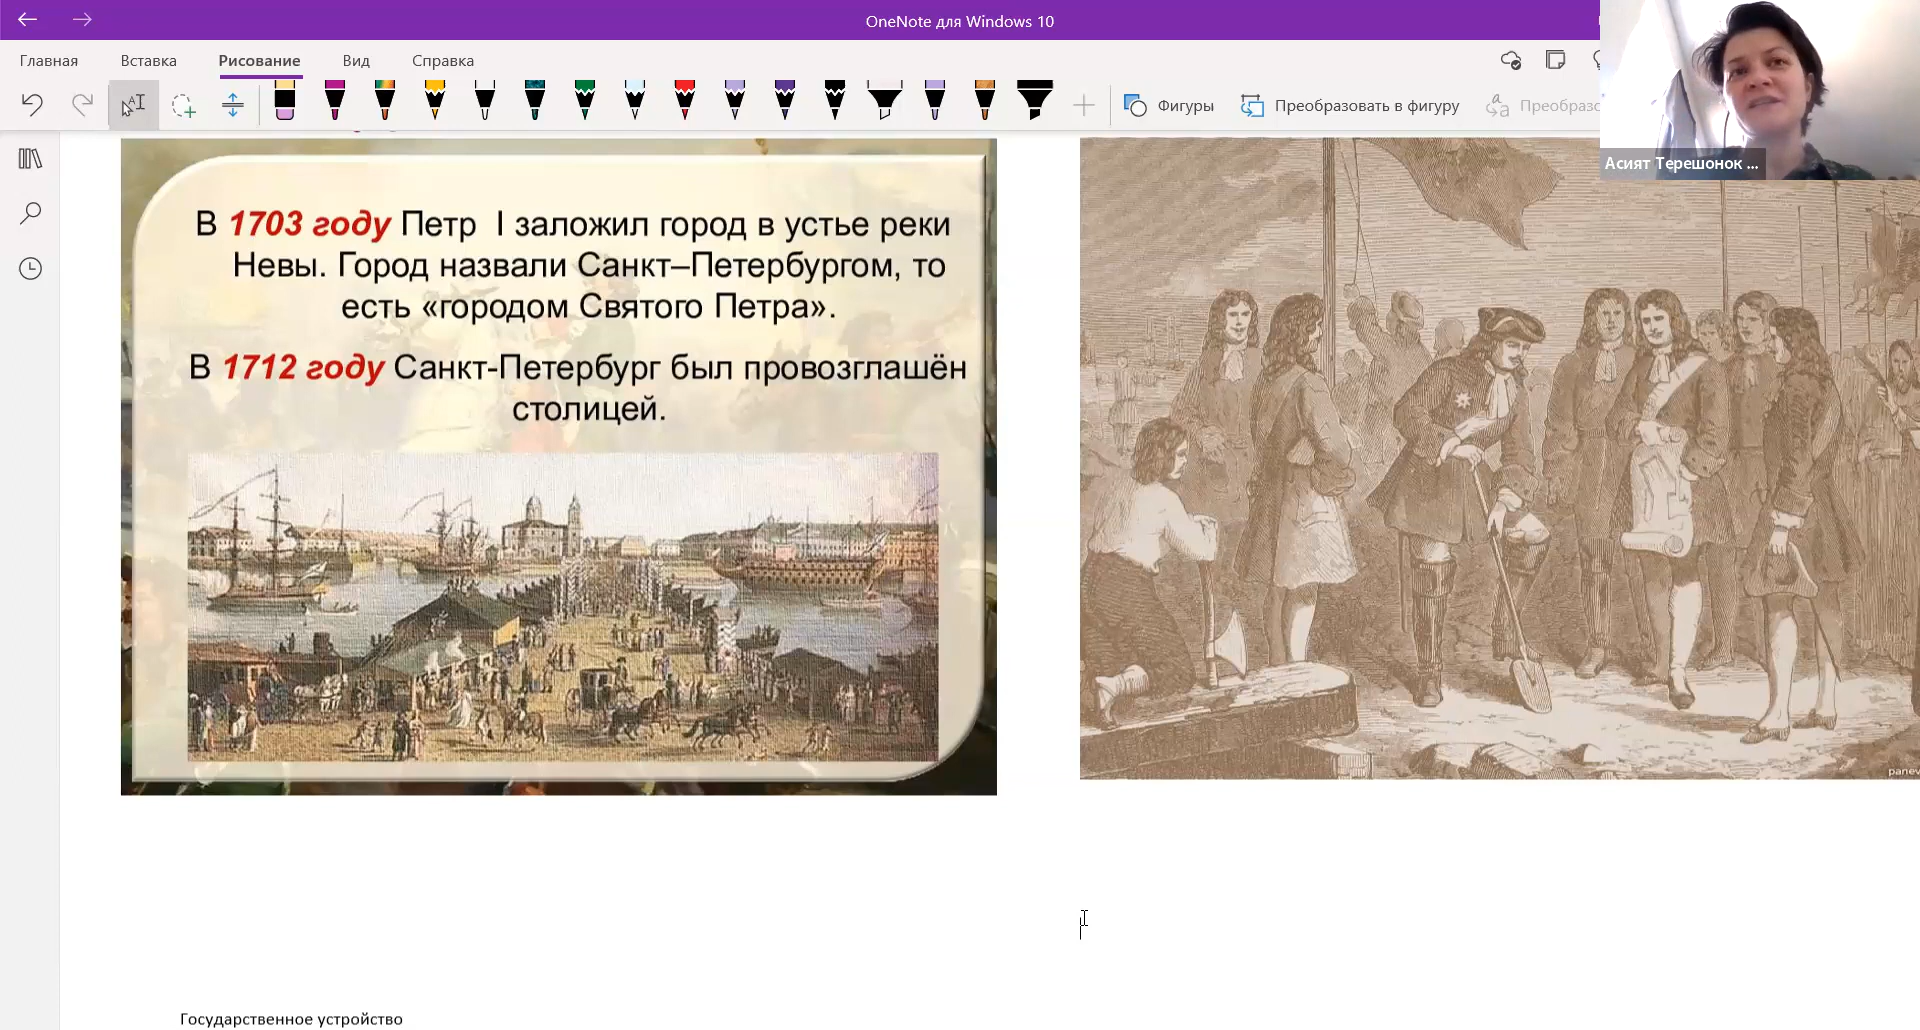 OneNote для Windows 10
Главная
Вставка
Рисование
Вид
Справка
Фигуры
Преобразовать в фигуру
Асият Терешонок ...
В 1703 году Петр I заложил город в устье реки
Невы. Город назвали Санкт–Петербургом, то
есть «городом Святого Петра».
В 1712 году Санкт-Петербург был провозглашён
столицей.
Государственное устройство